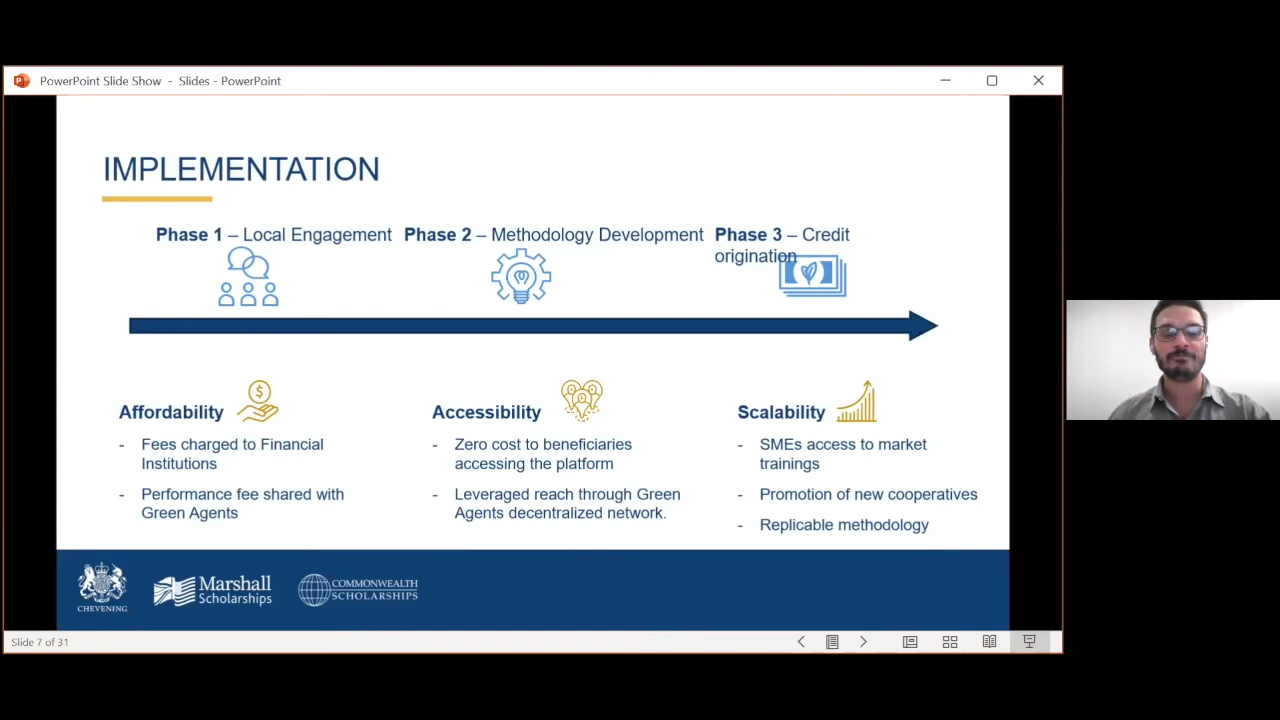 PowerPoint Slide Show - Slides - PowerPoint
IMPLEMENTATION
Phase 1 – Local Engagement
Phase 2 – Methodology Development
Phase 3 – Credit
origination
Affordability
- Fees charged to Financial
Institutions
- Performance fee shared with
Green Agents
Accessibility
- Zero cost to beneficiaries
accessing the platform
- Leveraged reach through Green
Agents decentralized network.
Scalability
- SMEs access to market
trainings
- Promotion of new cooperatives
- Replicable methodology
CHEVENING
Marshall
Scholarships
COMMONWEALTH
SCHOLARSHIPS
Slide 7 of 31